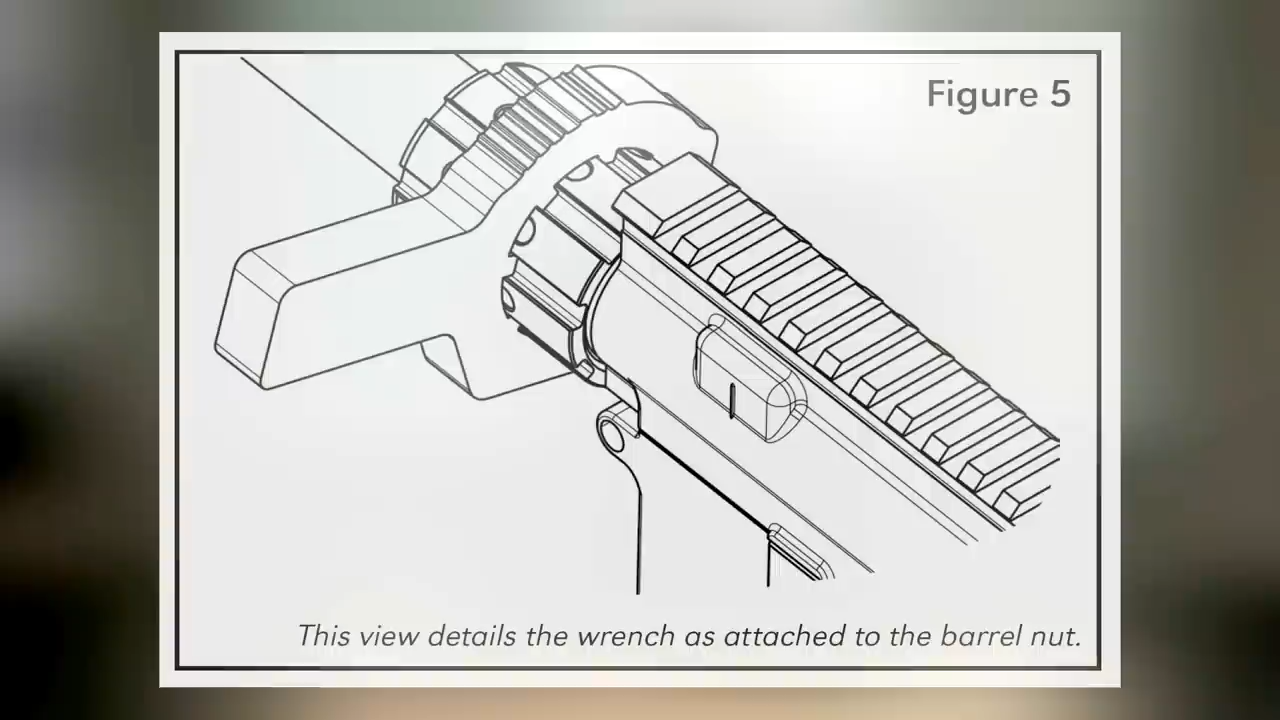 Figure 5
This view details the wrench as attached to the barrel nut.